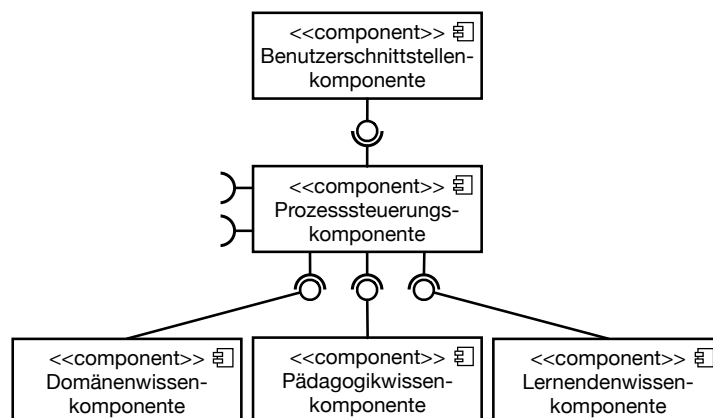 <<component>>
Benutzerschnittstellen-
komponente
<<component>>
Prozesssteuerungs-
komponente
<<component>>
Domänenwissen-
komponente
<<component>>
Pädagogikwissen-
komponente
<<component>>
Lernendenwissen-
komponente